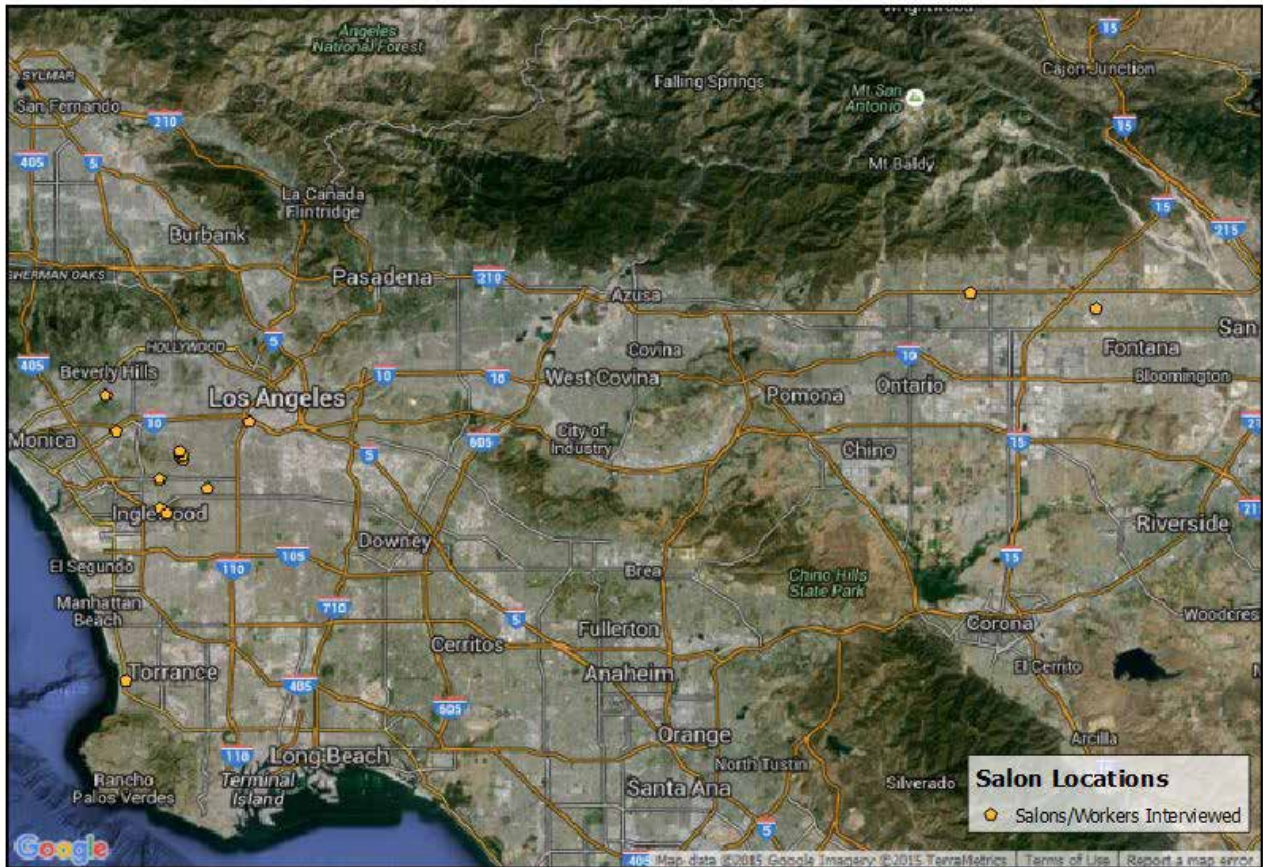 Angeles
National Forest
Wrightwood
15
Cajon Junction
SYLMAR
San Fernando
210
Falling Springs
Mt San
Antonio
15
405
5
Mt Baldy
La Cañada
Flintridge
15
215
Burbank
SHERMAN OAKS
Pasadena
210
Azusa
San
HOLLYWOOD
5
Covina
Fontana
405
Beverly Hills
10
10
West Covina
10
Ontario
Bloomington
Pomona
Los Angeles
10
Monica
605
City of
Industry
15
5
Chino
Inglewood
Riverside
Downey
105
El Segundo
110
Brea
Chino Hills
State Park
15
Manhattan
Beach
710
5
Fullerton
Corona
Woodcres
Cerritos
Torrance
Anaheim
El Cerrito
405
605
Orange
Arcilla
110
Long Beach
North Tustin
Rancho
Palos Verdes
Terminal
Island
Santa Ana
Silverado
Salon Locations
Salons/Workers Interviewed
5
Google
405
Map data ©2015 Google Imagery ©2015 TerraMetrics
Terms of Use
Report a map error